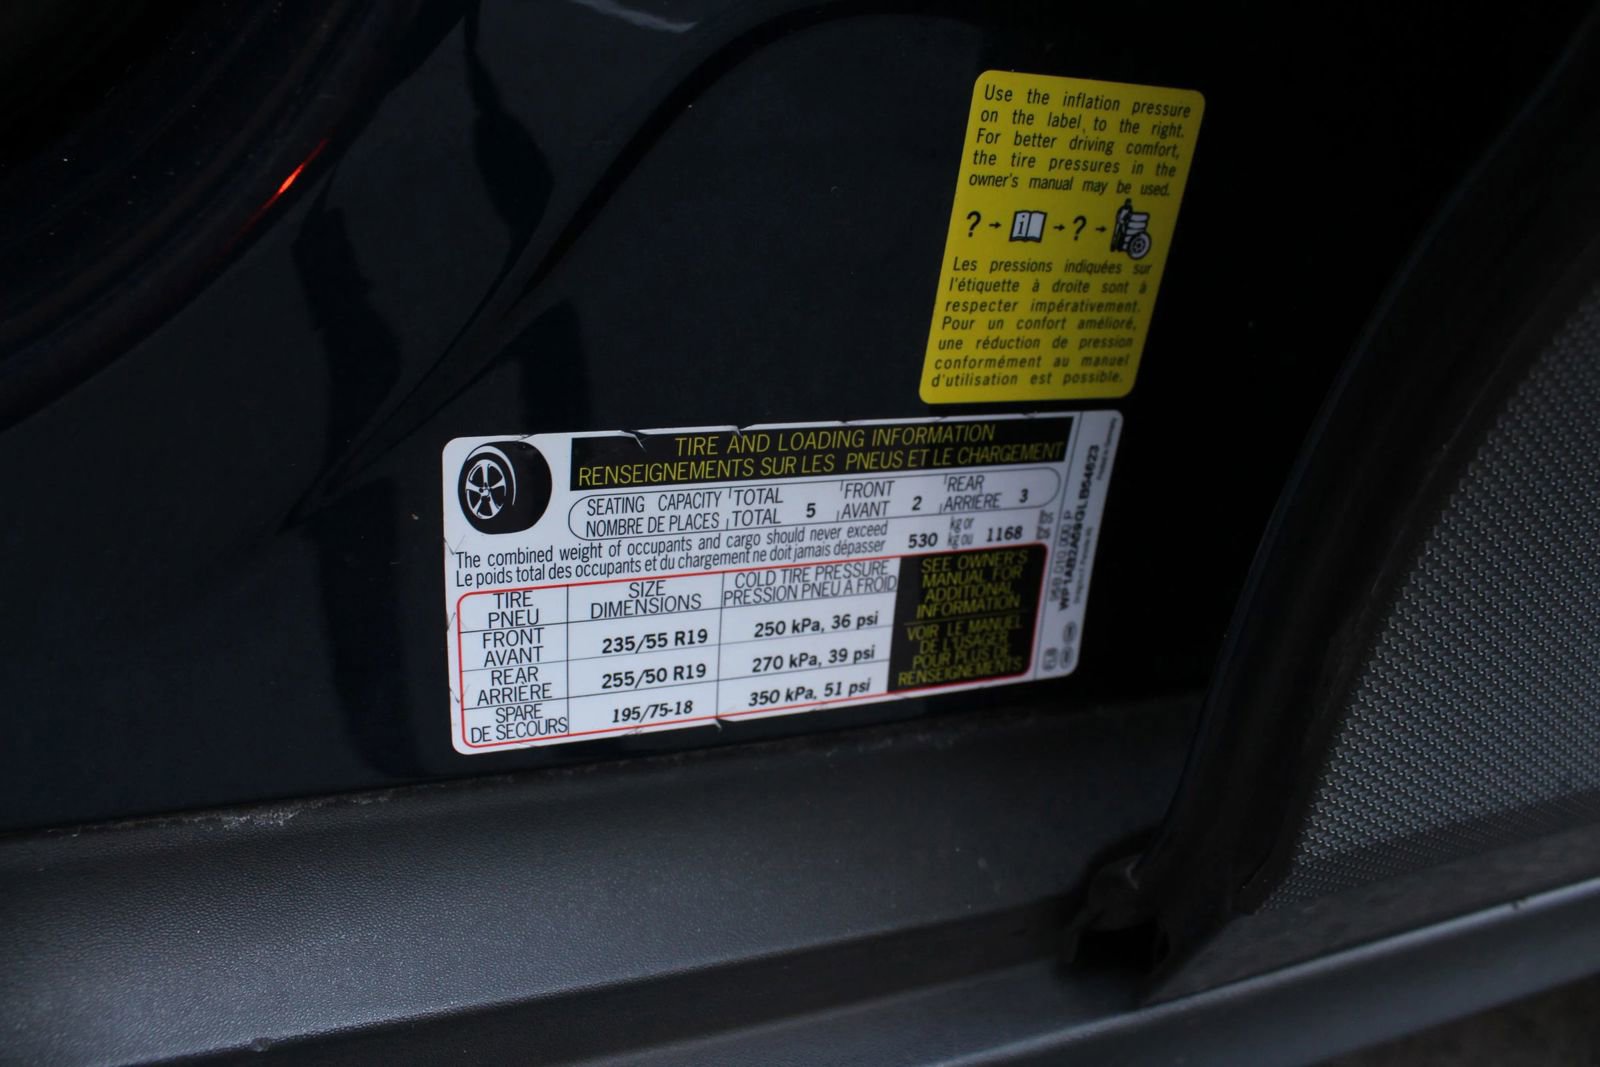 Use the inflation pressure
on the label to the right.
For better driving comfort,
the tire pressures in the
owner's manual may be used.
? → i → ? →
Les pressions indiquées sur
l'étiquette à droite sont à
respecter impérativement.
Pour un confort amélioré,
une réduction de pression
conformément au manuel
d'utilisation est possible.
TIRE AND LOADING INFORMATION
RENSEIGNEMENTS SUR LES PNEUS ET LE CHARGEMENT
SEATING CAPACITY TOTAL 5 FRONT 2 REAR 3
NOMBRE DE PLACES TOTAL AVANT ARRIÈRE
The combined weight of occupants and cargo should never exceed 530 kg or 1168 lbs
Le poids total des occupants et du chargement ne doit jamais dépasser kg ou
TIRE SIZE COLD TIRE PRESSURE
PNEU DIMENSIONS PRESSION PNEU A FROID
FRONT 235/55 R19 250 kPa, 36 psi
AVANT
REAR 255/50 R19 270 kPa, 39 psi
ARRIÈRE
SPARE 195/75-18 350 kPa, 51 psi
DE SECOURS
SEE OWNER'S
MANUAL FOR
ADDITIONAL
INFORMATION
VOIR LE MANUEL
DE L'USAGER
POUR PLUS DE
RENSEIGNEMENTS